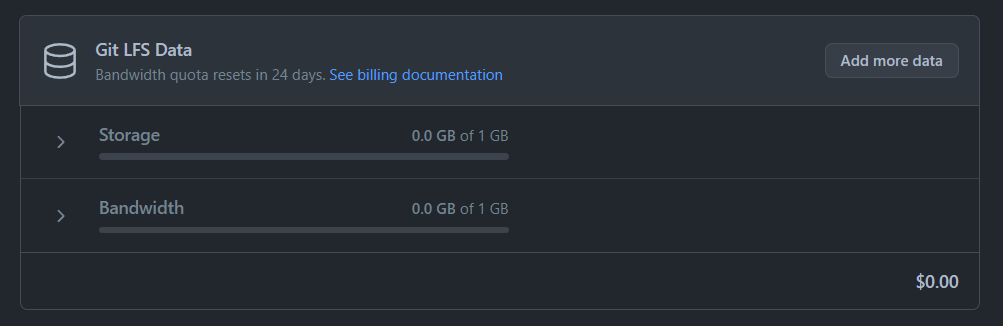 Git LFS Data
Bandwidth quota resets in 24 days. See billing documentation
Add more data
Storage
0.0 GB of 1 GB
Bandwidth
0.0 GB of 1 GB
$0.00